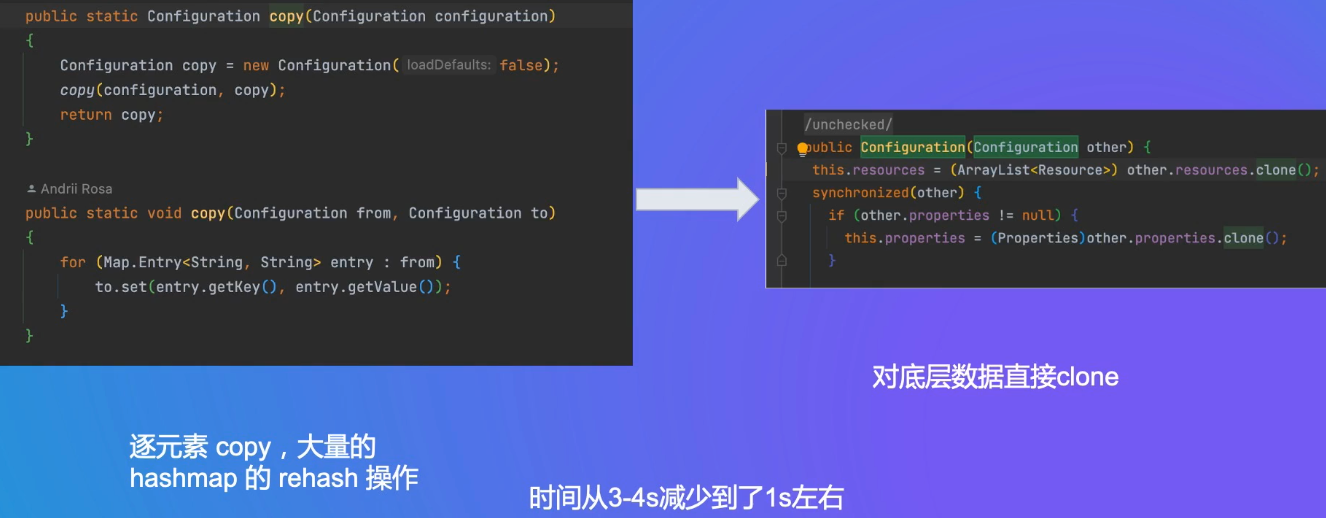 public static Configuration copy(Configuration configuration)
{
Configuration copy = new Configuration( loadDefaults: false);
copy(configuration, copy);
return copy;
}
Andrii Rosa
public static void copy(Configuration from, Configuration to)
{
for (Map.Entry<String, String> entry : from) {
to.set(entry.getKey(), entry.getValue());
}
}
/unchecked/
public Configuration(Configuration other) {
this.resources = (ArrayList<Resource>) other.resources.clone();
synchronized(other) {
if (other.properties != null) {
this.properties = (Properties)other.properties.clone();
}
对底层数据直接clone
逐元素 copy，大量的
hashmap 的 rehash 操作
时间从3-4s减少到了1s左右